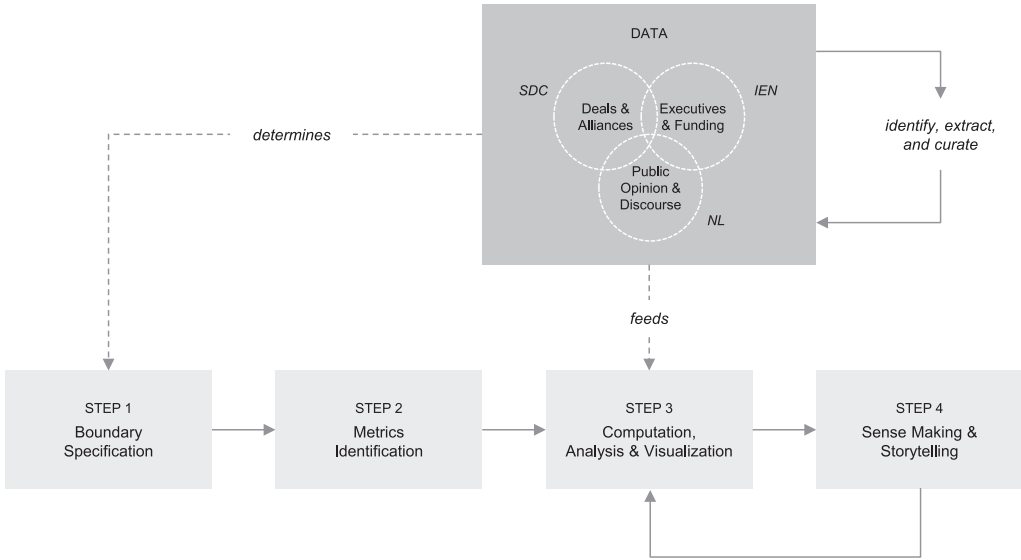 DATA
SDC
IEN
Deals &
Alliances
Executives
& Funding
Public
Opinion &
Discourse
NL
identify, extract,
and curate
determines
feeds
STEP 1
Boundary
Specification
STEP 2
Metrics
Identification
STEP 3
Computation,
Analysis & Visualization
STEP 4
Sense Making &
Storytelling